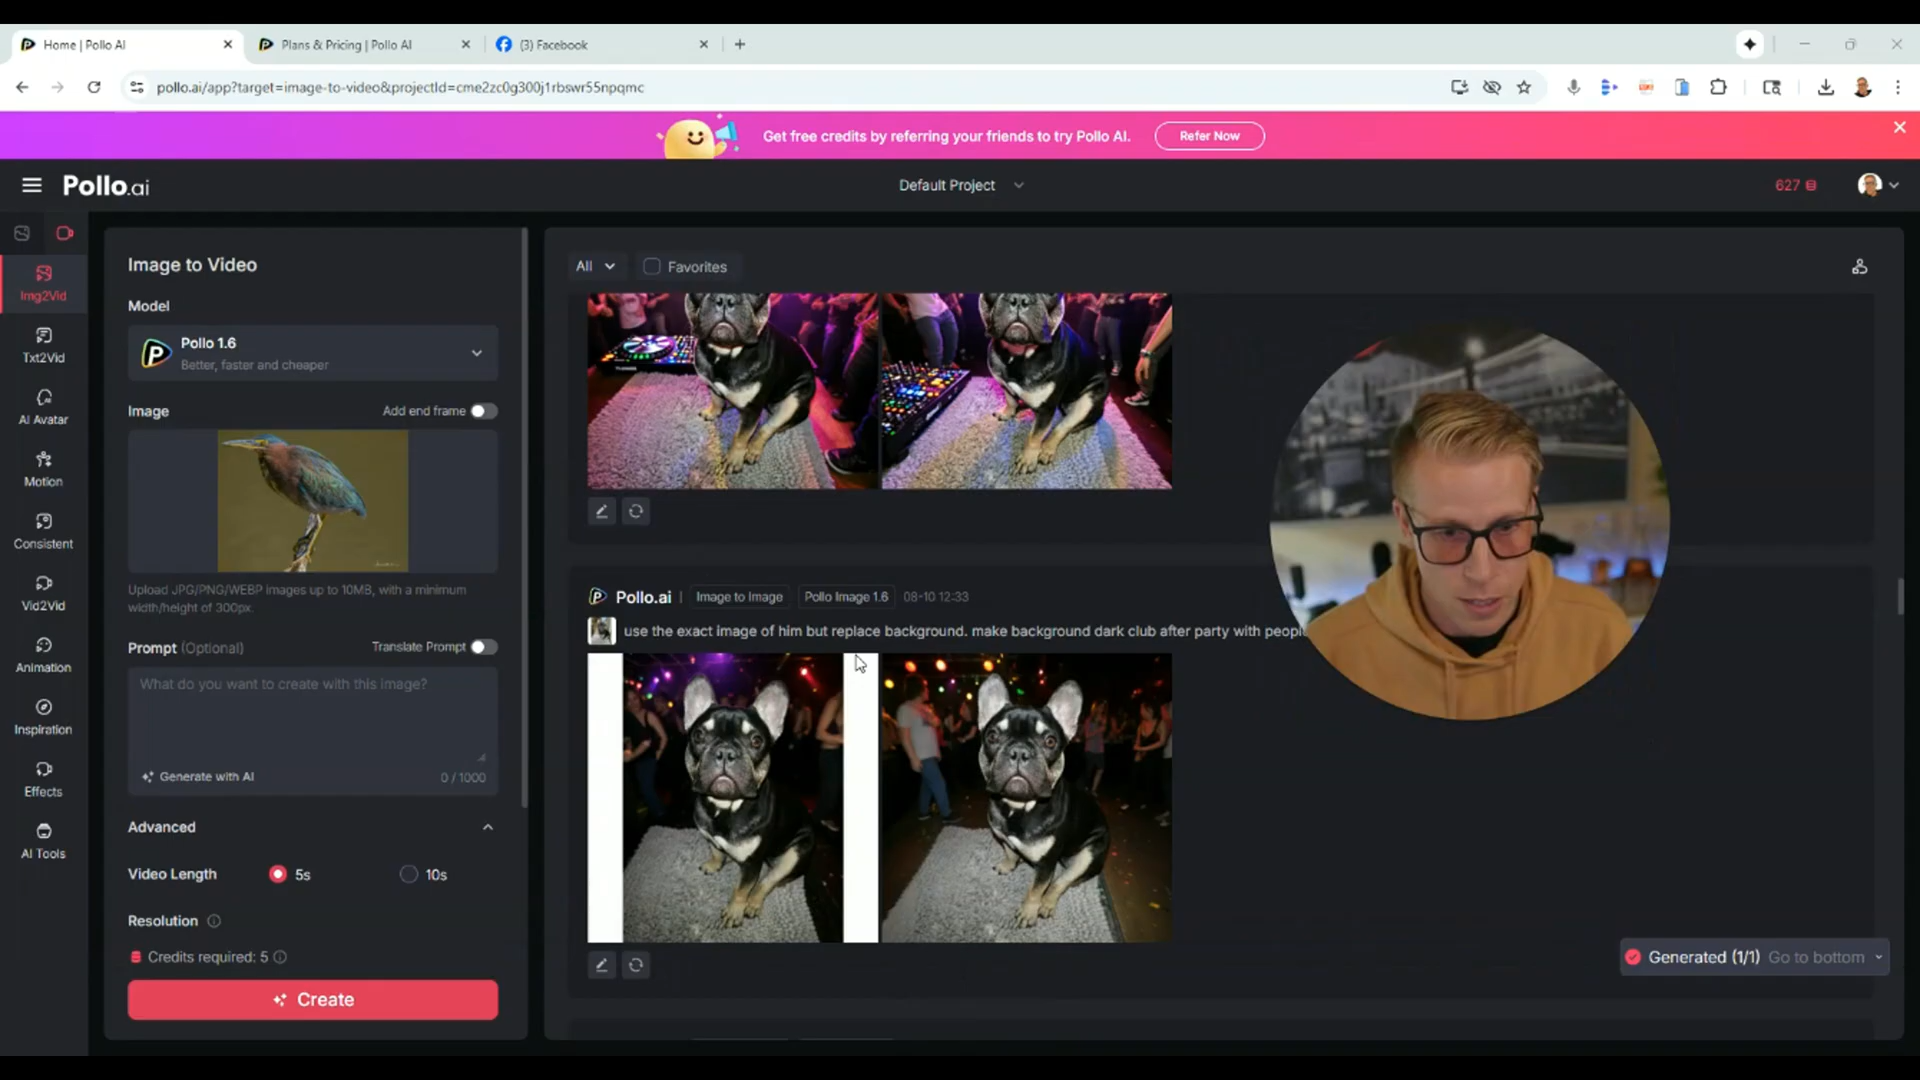 Home | Pollo AI
Plans & Pricing | Pollo AI
(3) Facebook
pollo.ai/app?target=image-to-video&projectId=cme2zc0g300j1rbswr55npqmc
Get free credits by referring your friends to try Pollo AI.
Refer Now
Pollo.ai
Default Project
627
Img2Vid
Txt2Vid
AI Avatar
Motion
Consistent
Vid2Vid
Animation
Inspiration
Effects
AI Tools
Image to Video
Model
Pollo 1.6
Better, faster and cheaper
Image
Add end frame
Upload JPG/PNG/WEBP images up to 10MB, with a minimum
width/height of 300px.
Prompt (Optional)
Translate Prompt
What do you want to create with this image?
Generate with AI
0 / 1000
Advanced
Video Length
5s
10s
Resolution
Credits required: 5
Create
All
Favorites
Pollo.ai | Image to Image Pollo Image 1.6 08-10 12:33
use the exact image of him but replace background. make background dark club after party with people
Generated (1/1) Go to bottom